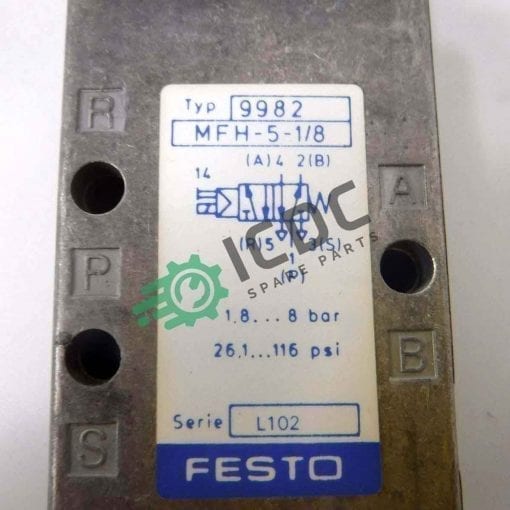 Typ 9982
MFH-5-1/8
(A)4 2(B)
14
(R)5 3(S)
1
(P)
1,8...8 bar
26,1...116 psi
Serie L102
FESTO
R
P
S
A
B
ICDC
SPARE PARTS